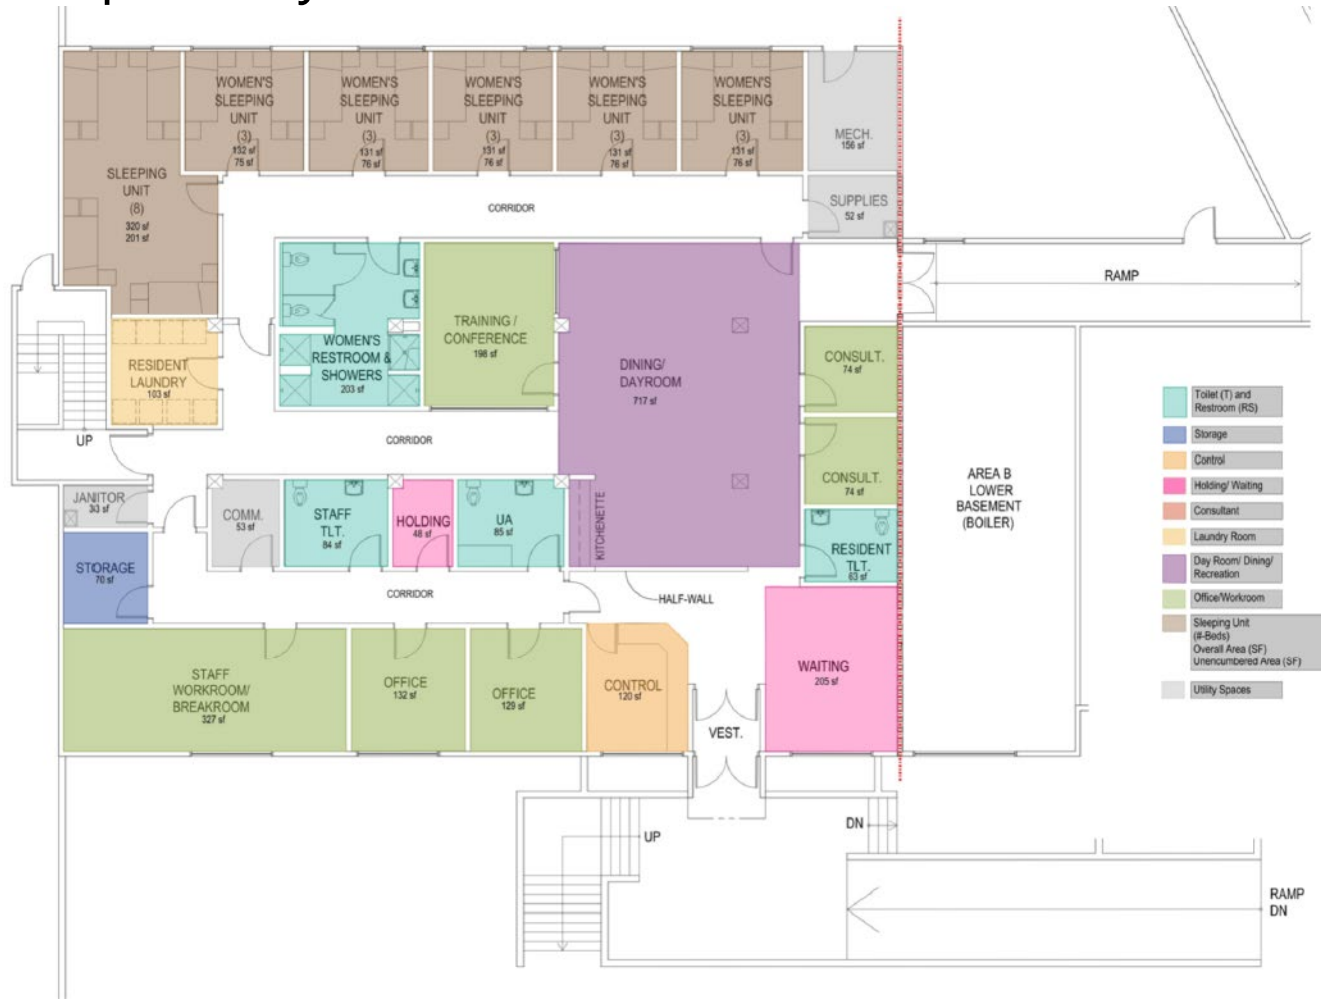 WOMEN'S
SLEEPING
UNIT
(3)
132 sf
75 sf
WOMEN'S
SLEEPING
UNIT
(3)
131 sf
76 sf
WOMEN'S
SLEEPING
UNIT
(3)
131 sf
76 sf
WOMEN'S
SLEEPING
UNIT
(3)
131 sf
76 sf
WOMEN'S
SLEEPING
UNIT
(3)
131 sf
76 sf
MECH.
156 sf
SLEEPING
UNIT
(8)
320 sf
201 sf
CORRIDOR
SUPPLIES
52 sf
RAMP
TRAINING /
CONFERENCE
198 sf
WOMEN'S
RESTROOM &
SHOWERS
203 sf
DINING/
DAYROOM
717 sf
CONSULT.
74 sf
RESIDENT
LAUNDRY
103 sf
UP
CORRIDOR
CONSULT.
74 sf
AREA B
LOWER
BASEMENT
(BOILER)
JANITOR
33 sf
COMM.
53 sf
STAFF
TLT.
84 sf
HOLDING
48 sf
UA
85 sf
KITCHENETTE
RESIDENT
TLT.
63 sf
STORAGE
70 sf
CORRIDOR
HALF-WALL
STAFF
WORKROOM/
BREAKROOM
327 sf
OFFICE
132 sf
OFFICE
129 sf
CONTROL
120 sf
WAITING
205 sf
VEST.
UP
DN
RAMP
DN
Toilet (T) and
Restroom (RS)
Storage
Control
Holding/ Waiting
Consultant
Laundry Room
Day Room/ Dining/
Recreation
Office/Workroom
Sleeping Unit
(#-Beds)
Overall Area (SF)
Unencumbered Area (SF)
Utility Spaces